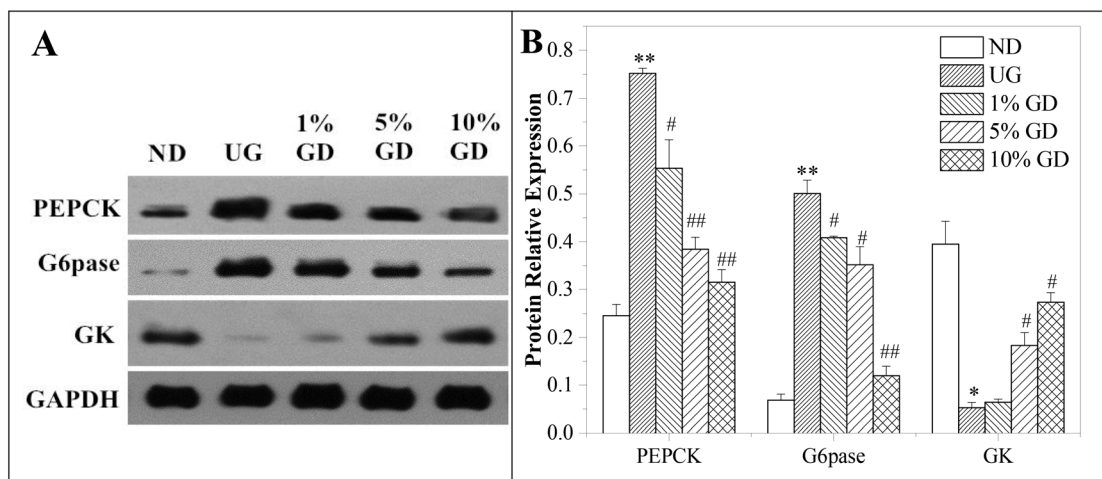 A
ND UG 1% GD 5% GD 10% GD
PEPCK
G6pase
GK
GAPDH
B
Protein Relative Expression
0.8
0.7
0.6
0.5
0.4
0.3
0.2
0.1
0.0
ND
UG
1% GD
5% GD
10% GD
** # ## ##
** # # ##
* # #
PEPCK G6pase GK